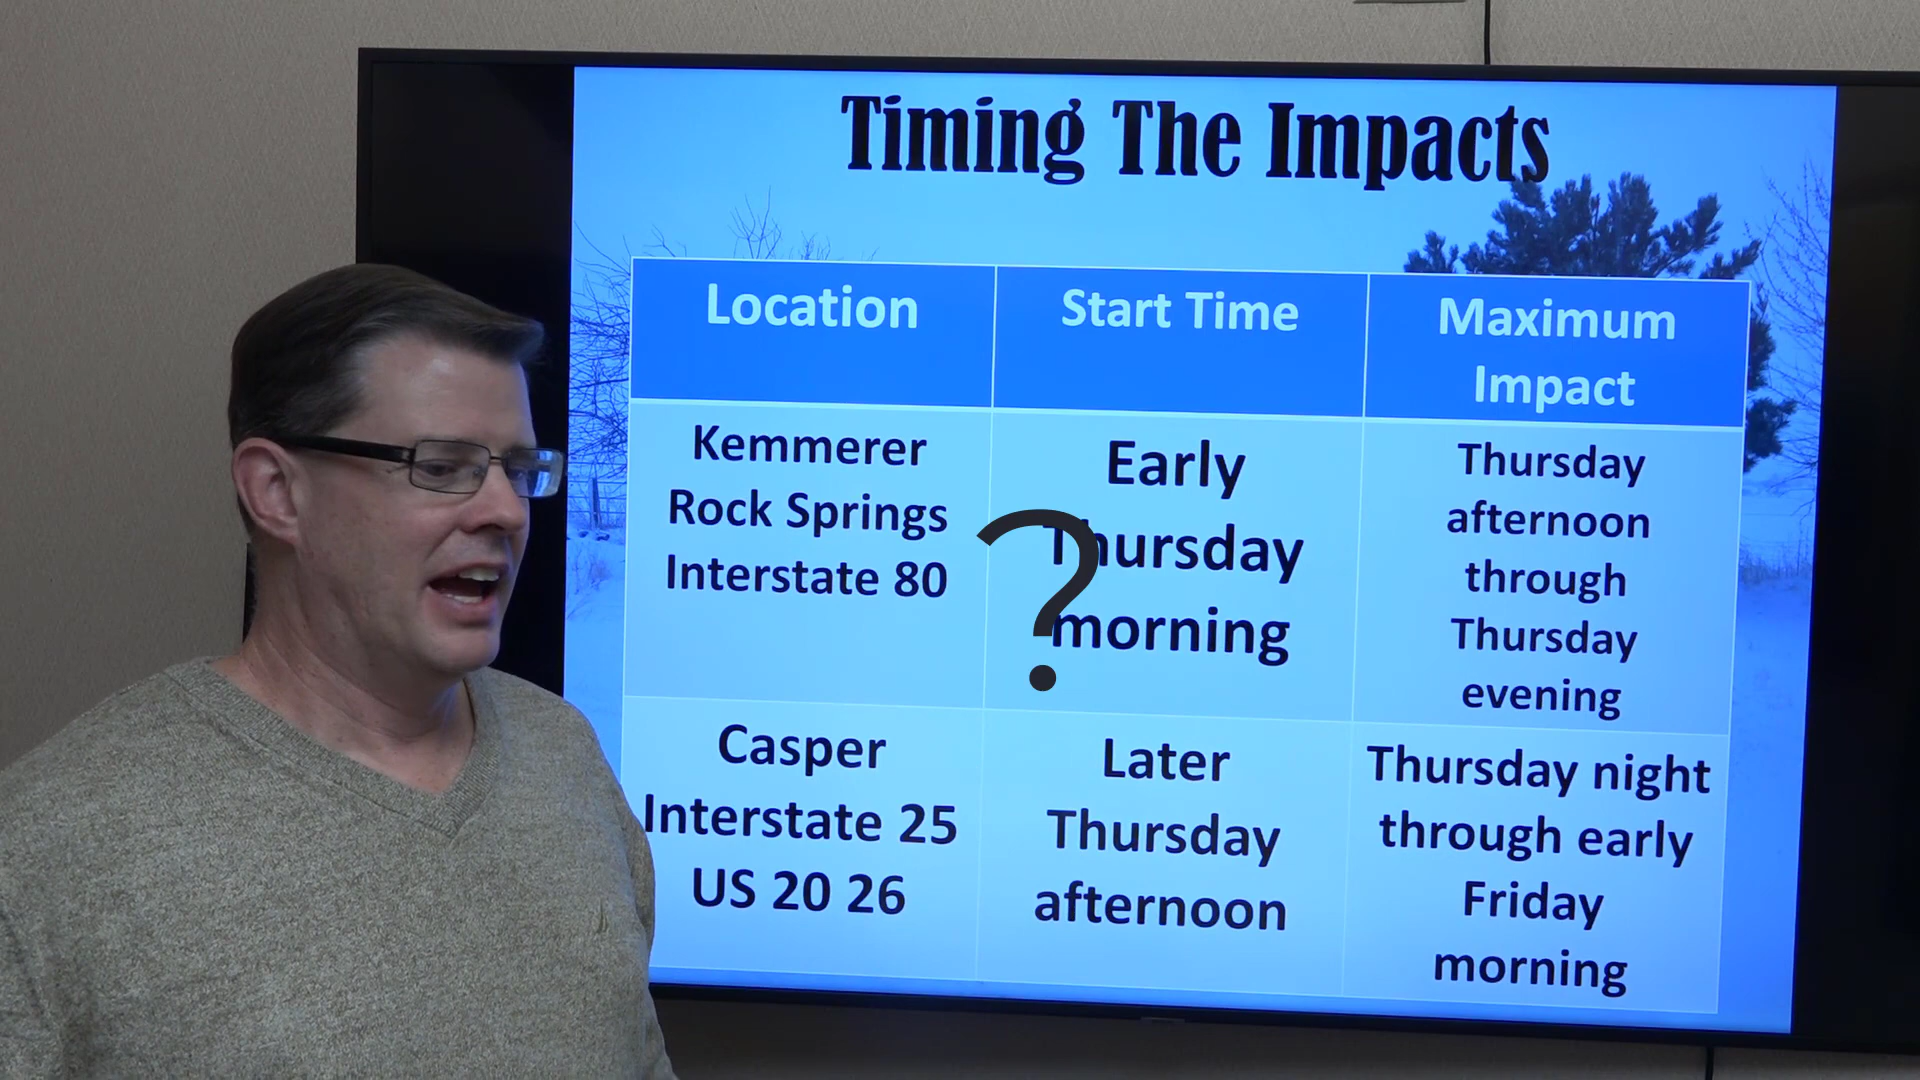 Timing The Impacts
Location
Start Time
Maximum
Impact
Kemmerer
Rock Springs
Interstate 80
Early
Thursday
morning
Thursday
afternoon
through
Thursday
evening
?
Casper
Interstate 25
US 20 26
Later
Thursday
afternoon
Thursday night
through early
Friday
morning